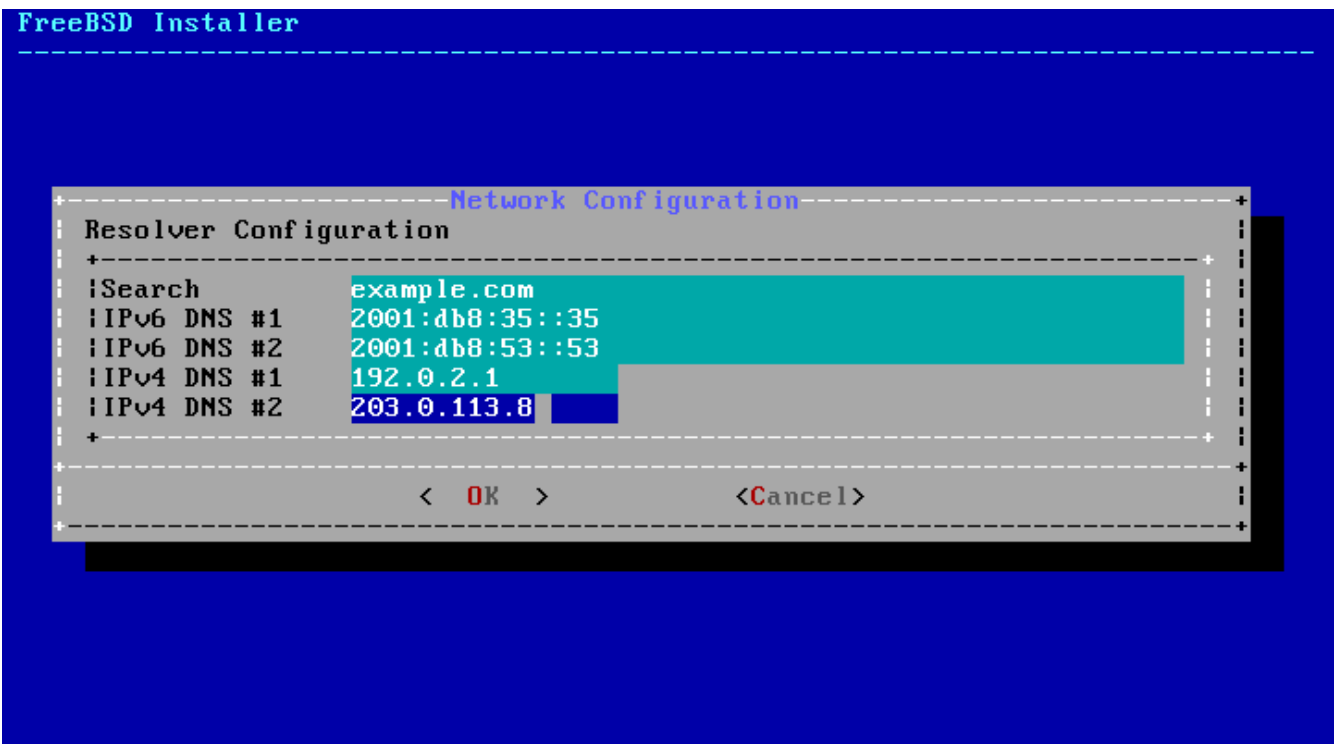 FreeBSD Installer
Network Configuration
Resolver Configuration
Search example.com
IPv6 DNS #1 2001:db8:35::35
IPv6 DNS #2 2001:db8:53::53
IPv4 DNS #1 192.0.2.1
IPv4 DNS #2 203.0.113.8
< OK > <Cancel>